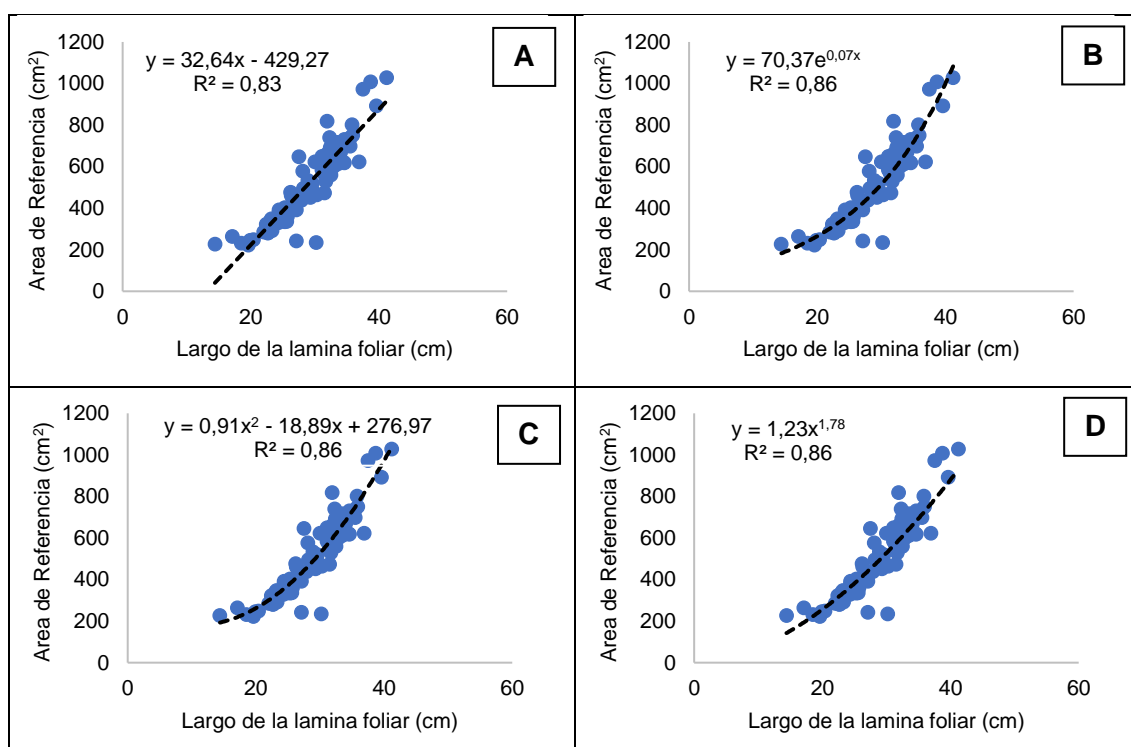 A
y = 32,64x - 429,27
R² = 0,83
1200
1000
800
600
400
200
0
0 20 40 60
Area de Referencia (cm²)
Largo de la lamina foliar (cm)
B
y = 70,37e^0,07x
R² = 0,86
1200
1000
800
600
400
200
0
0 20 40 60
Area de Referencia (cm²)
Largo de la lamina foliar (cm)
C
y = 0,91x² - 18,89x + 276,97
R² = 0,86
1200
1000
800
600
400
200
0
0 20 40 60
Area de Referencia (cm²)
Largo de la lamina foliar (cm)
D
y = 1,23x^1,78
R² = 0,86
1200
1000
800
600
400
200
0
0 20 40 60
Area de Referencia (cm²)
Largo de la lamina foliar (cm)